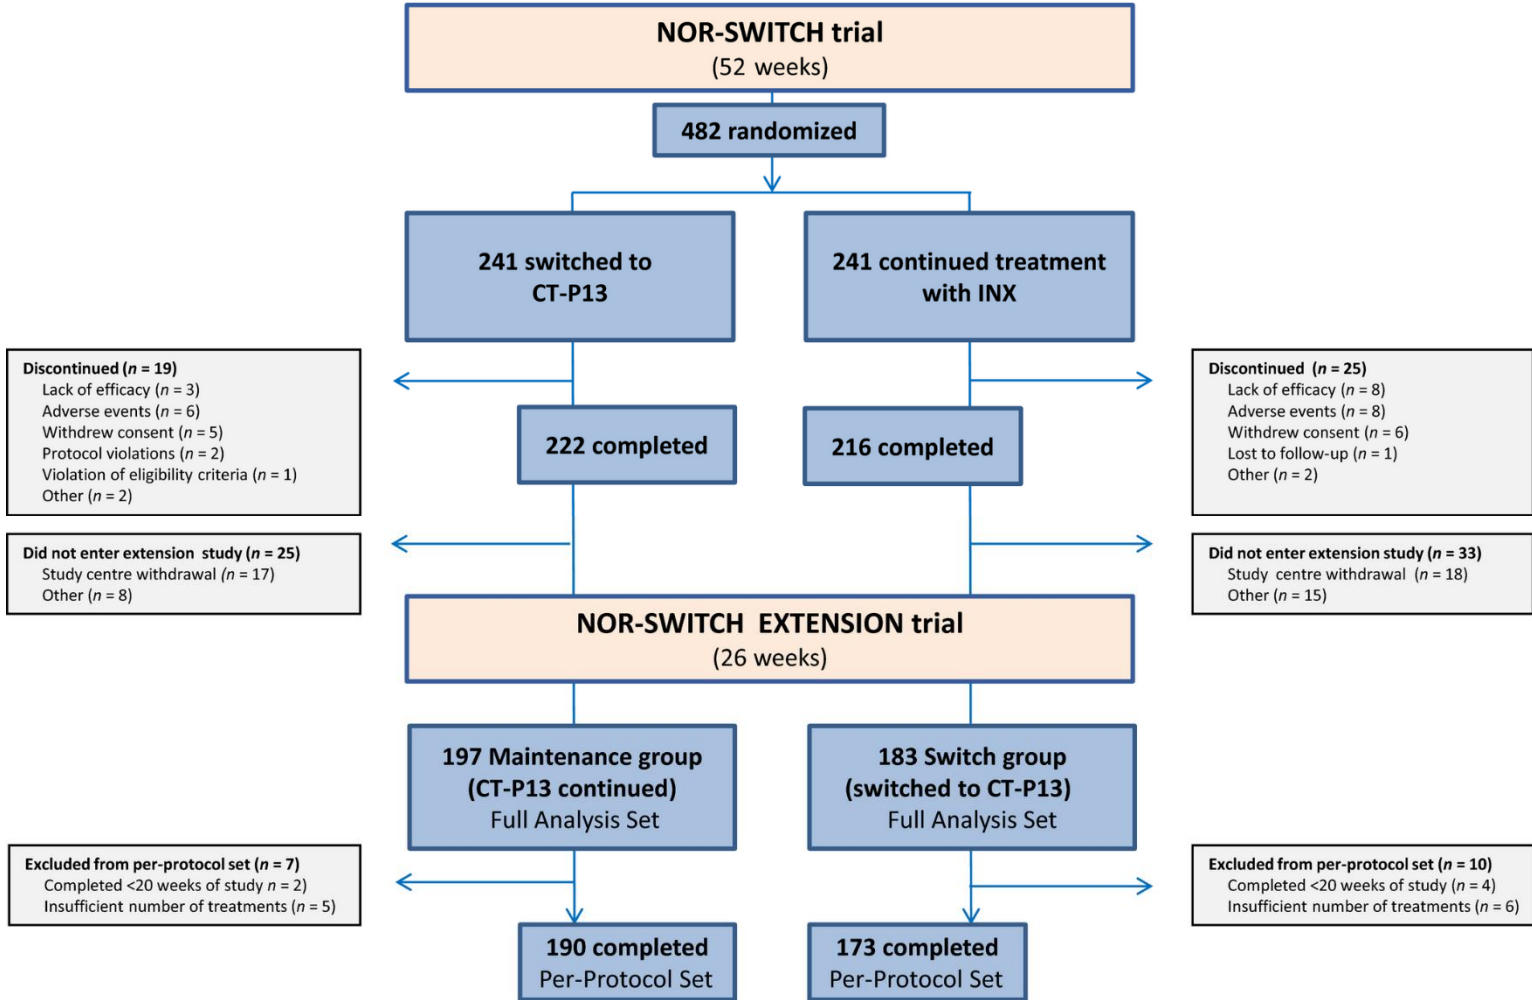 NOR-SWITCH trial
(52 weeks)
482 randomized
241 switched to
CT-P13
241 continued treatment
with INX
Discontinued (n = 19)
Lack of efficacy (n = 3)
Adverse events (n = 6)
Withdrew consent (n = 5)
Protocol violations (n = 2)
Violation of eligibility criteria (n = 1)
Other (n = 2)
Discontinued (n = 25)
Lack of efficacy (n = 8)
Adverse events (n = 8)
Withdrew consent (n = 6)
Lost to follow-up (n = 1)
Other (n = 2)
222 completed
216 completed
Did not enter extension study (n = 25)
Study centre withdrawal (n = 17)
Other (n = 8)
Did not enter extension study (n = 33)
Study centre withdrawal (n = 18)
Other (n = 15)
NOR-SWITCH EXTENSION trial
(26 weeks)
197 Maintenance group
(CT-P13 continued)
Full Analysis Set
183 Switch group
(switched to CT-P13)
Full Analysis Set
Excluded from per-protocol set (n = 7)
Completed <20 weeks of study n = 2)
Insufficient number of treatments (n = 5)
Excluded from per-protocol set (n = 10)
Completed <20 weeks of study (n = 4)
Insufficient number of treatments (n = 6)
190 completed
Per-Protocol Set
173 completed
Per-Protocol Set